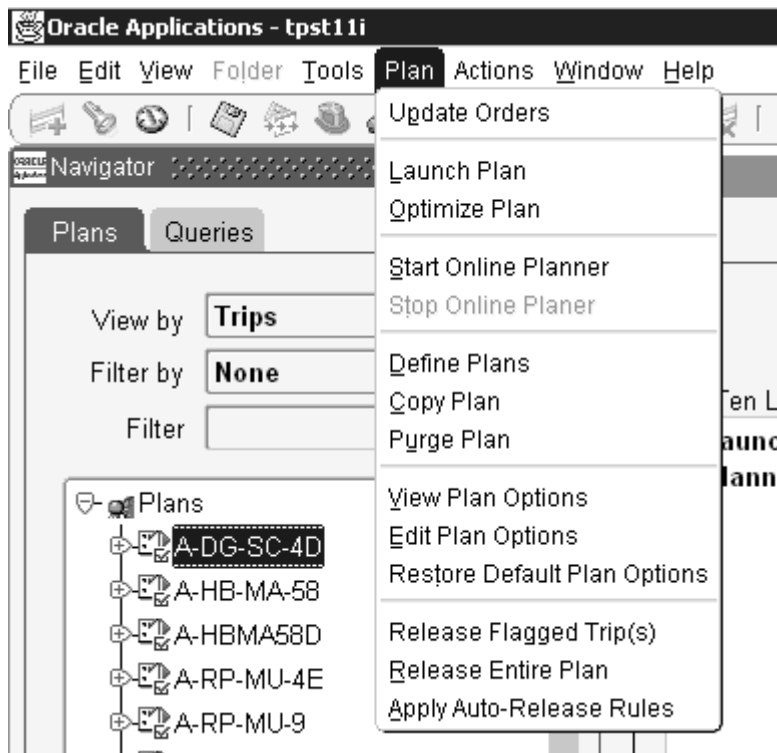 Oracle Applications - tpst11i
File Edit View Folder Tools Plan Actions Window Help
Update Orders
Launch Plan
Optimize Plan
Start Online Planner
Stop Online Planer
Define Plans
Copy Plan
Purge Plan
View Plan Options
Edit Plan Options
Restore Default Plan Options
Release Flagged Trip(s)
Release Entire Plan
Apply Auto-Release Rules
ORACLE
Navigator
Plans Queries
View by Trips
Filter by None
Filter
Plans
A-DG-SC-4D
A-HB-MA-58
A-HBMA58D
A-RP-MU-4E
A-RP-MU-9